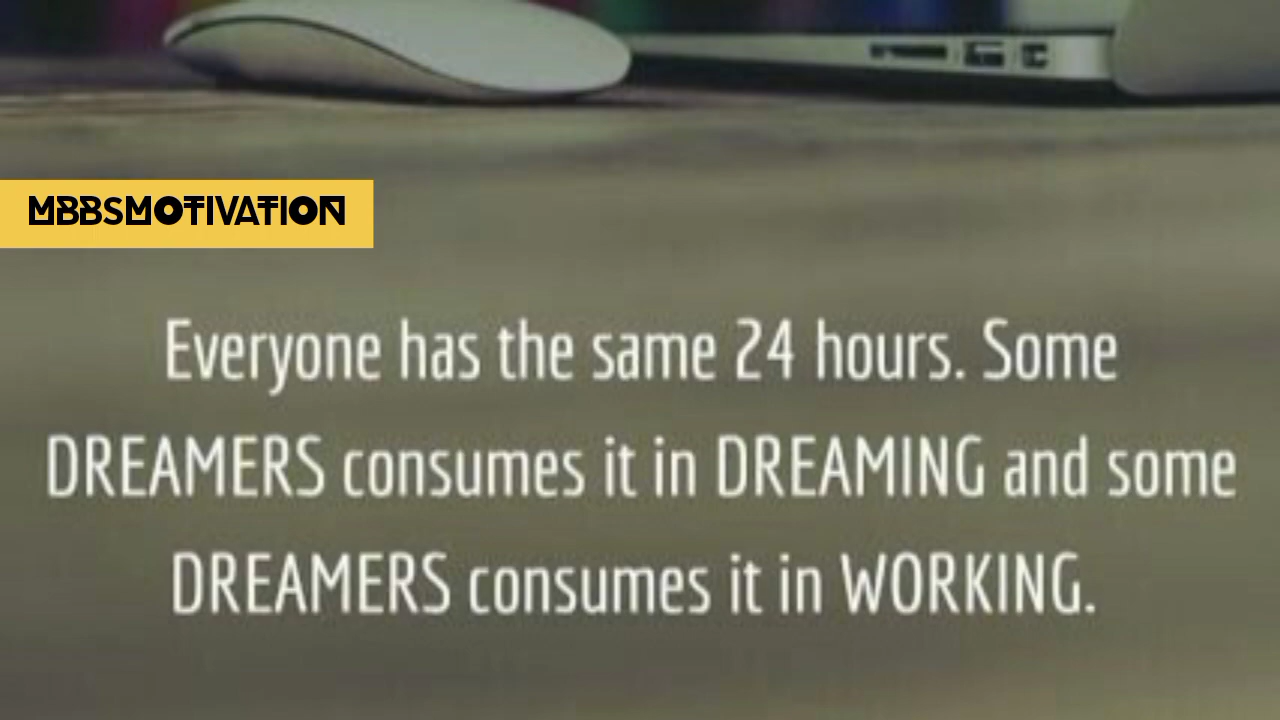 MBBSMOTIVATION
Everyone has the same 24 hours. Some
DREAMERS consumes it in DREAMING and some
DREAMERS consumes it in WORKING.